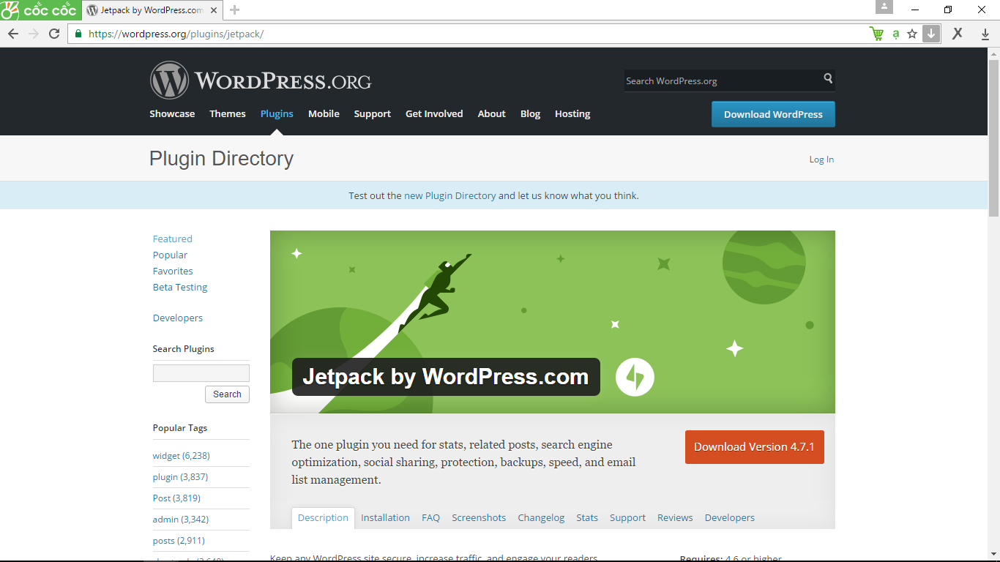 cốc cốc
Jetpack by WordPress.com
https://wordpress.org/plugins/jetpack/
WORDPRESS.ORG
Search WordPress.org
Showcase Themes Plugins Mobile Support Get Involved About Blog Hosting
Download WordPress
Plugin Directory
Log In
Test out the new Plugin Directory and let us know what you think.
Featured
Popular
Favorites
Beta Testing
Developers
Search Plugins
Search
Popular Tags
widget (6,238)
plugin (3,837)
Post (3,819)
admin (3,342)
posts (2,911)
Jetpack by WordPress.com
The one plugin you need for stats, related posts, search engine
optimization, social sharing, protection, backups, speed, and email
list management.
Download Version 4.7.1
Description Installation FAQ Screenshots Changelog Stats Support Reviews Developers
Keep any WordPress site secure, increase traffic, and engage your readers.
Requires: 4.6 or higher